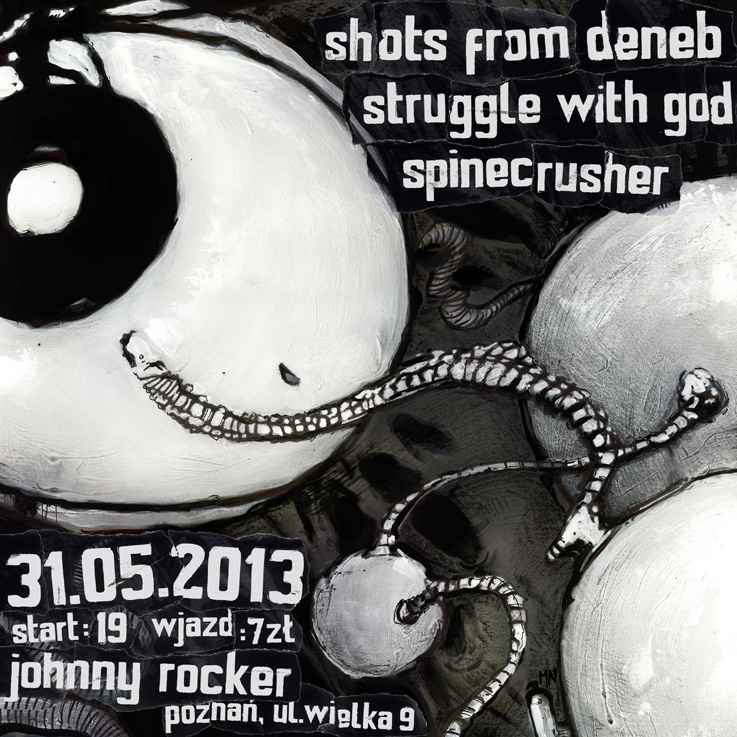 shots from deneb
struggle with god
spinecrusher
31.05.2013
start: 19 wjazd: 7zł
johnny rocker
poznań, ul. wielka 9
MN